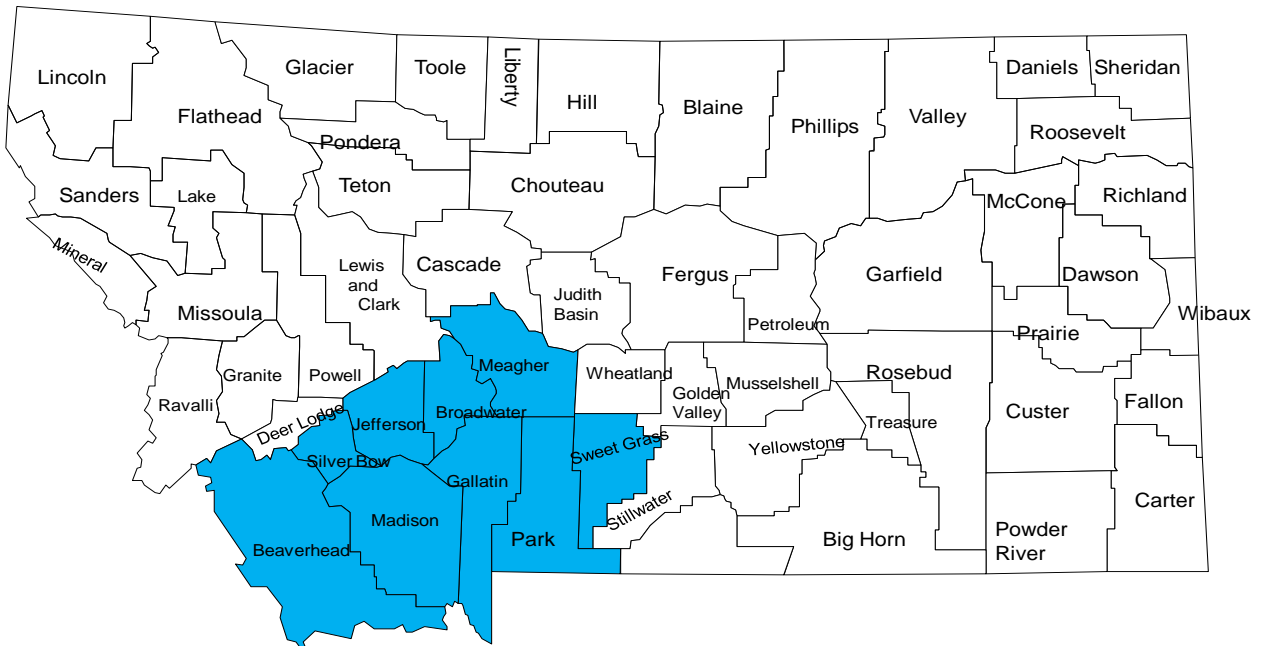 Lincoln
Flathead
Glacier
Toole
Liberty
Hill
Blaine
Phillips
Valley
Daniels
Sheridan
Roosevelt
Pondera
Teton
Chouteau
Sanders
Lake
McCone
Richland
Mineral
Missoula
Lewis
and
Clark
Cascade
Judith
Basin
Fergus
Petroleum
Garfield
Dawson
Wibaux
Prairie
Ravalli
Granite
Powell
Deer Lodge
Meagher
Wheatland
Golden
Valley
Musselshell
Rosebud
Treasure
Custer
Fallon
Jefferson
Broadwater
Silver Bow
Gallatin
Sweet Grass
Yellowstone
Stillwater
Beaverhead
Madison
Park
Big Horn
Powder
River
Carter